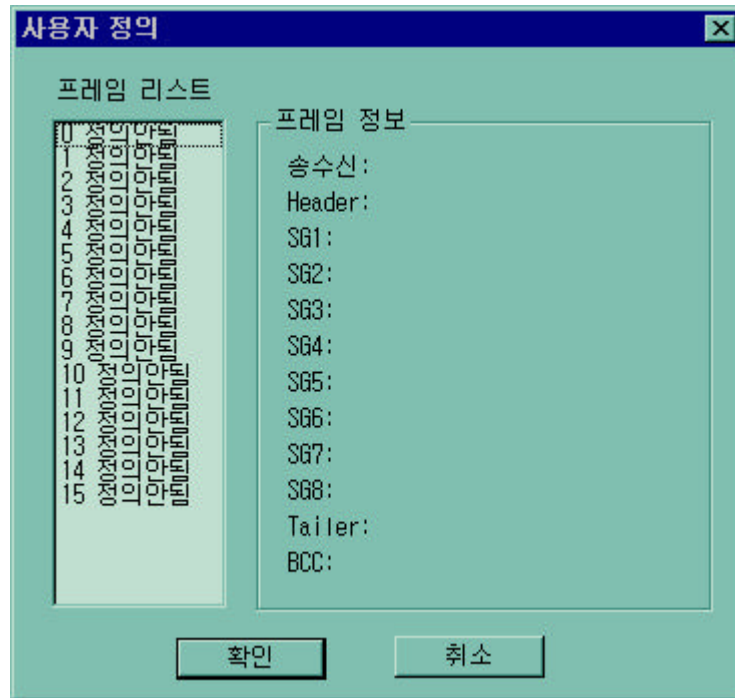 사용자 정의
프레임 리스트
0 정의안됨
1 정의안됨
2 정의안됨
3 정의안됨
4 정의안됨
5 정의안됨
6 정의안됨
7 정의안됨
8 정의안됨
9 정의안됨
10 정의안됨
11 정의안됨
12 정의안됨
13 정의안됨
14 정의안됨
15 정의안됨
프레임 정보
송수신:
Header:
SG1:
SG2:
SG3:
SG4:
SG5:
SG6:
SG7:
SG8:
Tailer:
BCC:
확인
취소